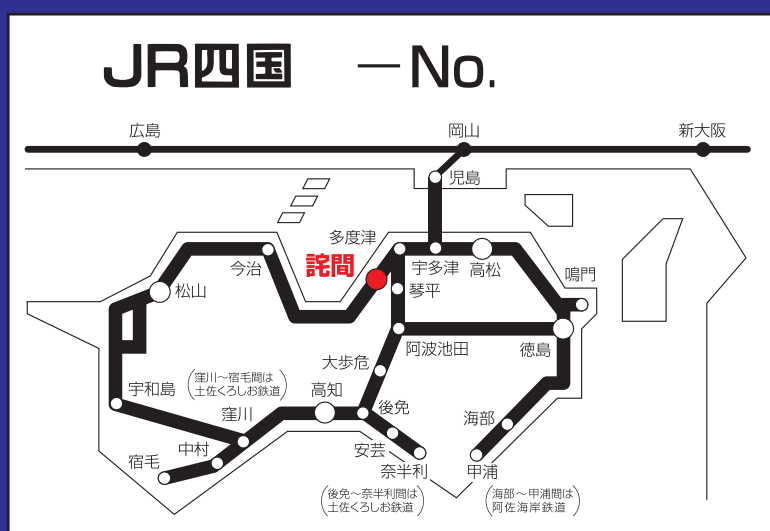 JR四国 －No.
広島
岡山
新大阪
児島
多度津
宇多津
高松
鳴門
今治
詫間
琴平
松山
阿波池田
徳島
大歩危
宇和島
(窪川～宿毛間は
土佐くろしお鉄道)
高知
後免
海部
窪川
中村
安芸
宿毛
奈半利
甲浦
(後免～奈半利間は
土佐くろしお鉄道)
(海部～甲浦間は
阿佐海岸鉄道)